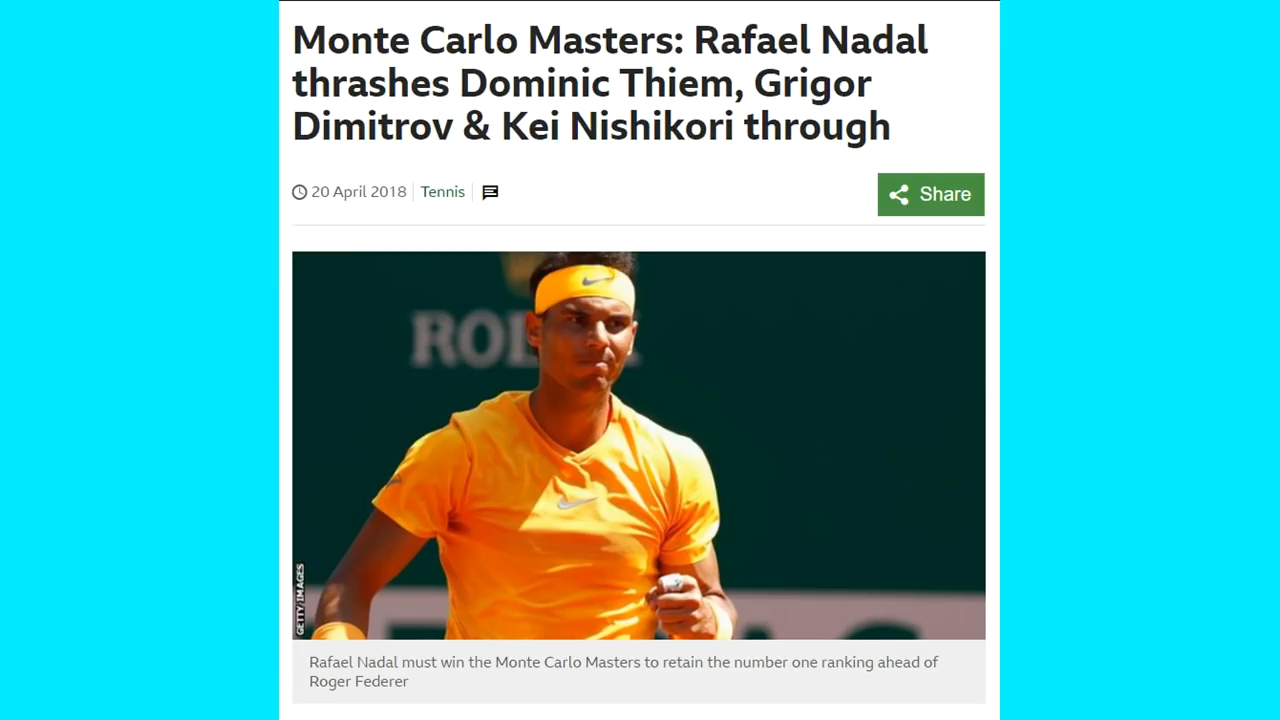 Monte Carlo Masters: Rafael Nadal
thrashes Dominic Thiem, Grigor
Dimitrov & Kei Nishikori through
20 April 2018
Tennis
Share
ROL
GETTY IMAGES
Rafael Nadal must win the Monte Carlo Masters to retain the number one ranking ahead of
Roger Federer